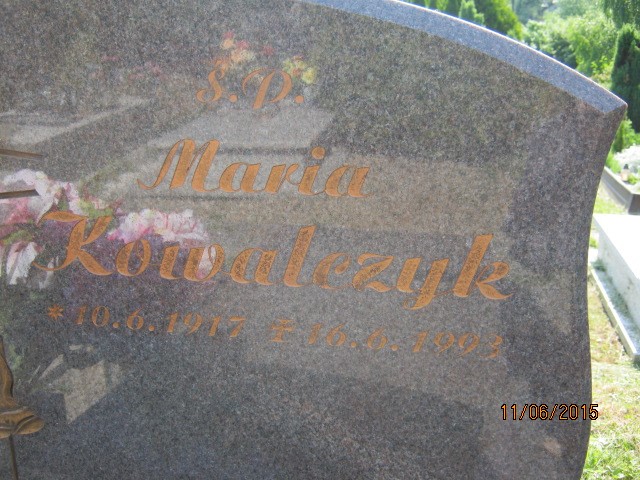 Ś.P.
Maria
Kowalczyk
* 10.6.1917 ‡ 16.6.1993
11/06/2015